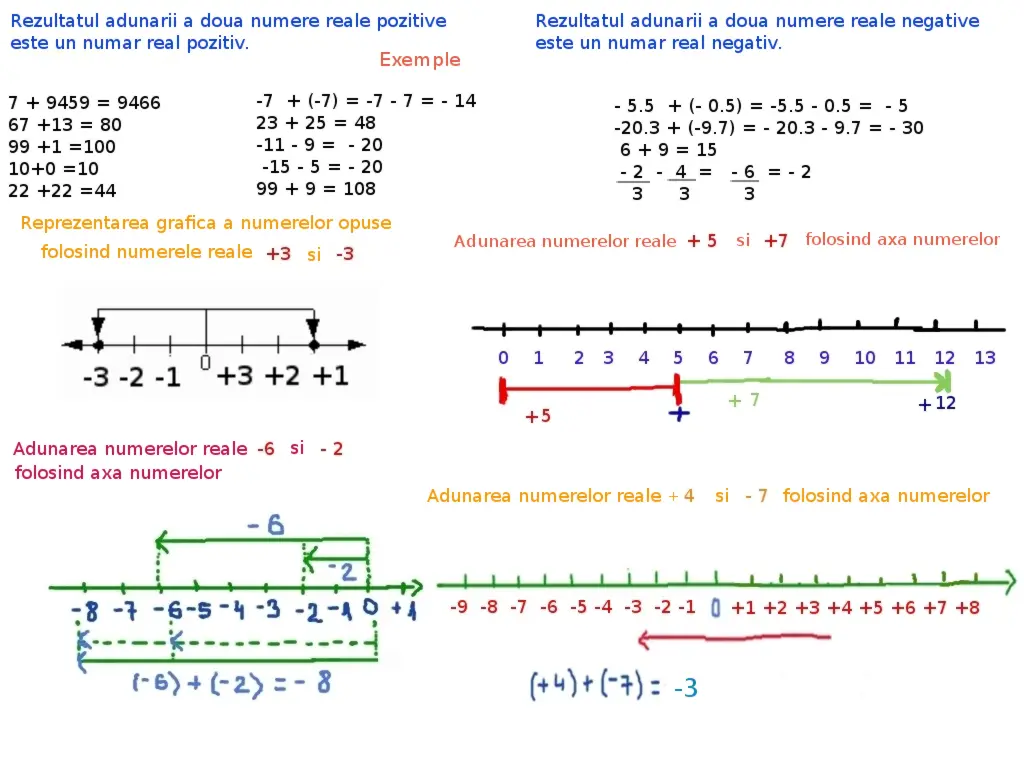 Rezultatul adunarii a doua numere reale pozitive
este un numar real pozitiv.
Rezultatul adunarii a doua numere reale negative
este un numar real negativ.
Exemple
7 + 9459 = 9466
67 +13 = 80
99 +1 =100
10+0 =10
22 +22 =44
-7 + (-7) = -7 - 7 = - 14
23 + 25 = 48
-11 - 9 = - 20
-15 - 5 = - 20
99 + 9 = 108
- 5.5 + (- 0.5) = -5.5 - 0.5 = - 5
-20.3 + (-9.7) = - 20.3 - 9.7 = - 30
6 + 9 = 15
- 2 - 4 = - 6 = - 2
3 3 3
Reprezentarea grafica a numerelor opuse
folosind numerele reale +3 si -3
-3 -2 -1 0 +3 +2 +1
Adunarea numerelor reale + 5 si +7 folosind axa numerelor
0 1 2 3 4 5 6 7 8 9 10 11 12 13
+5 + + 7 +12
Adunarea numerelor reale -6 si - 2
folosind axa numerelor
- 6
- 2
-8 -7 -6 -5 -4 -3 -2 -1 0 +1
(-6) + (-2) = - 8
Adunarea numerelor reale + 4 si - 7 folosind axa numerelor
-9 -8 -7 -6 -5 -4 -3 -2 -1 0 +1 +2 +3 +4 +5 +6 +7 +8
(+4) + (-7) = -3